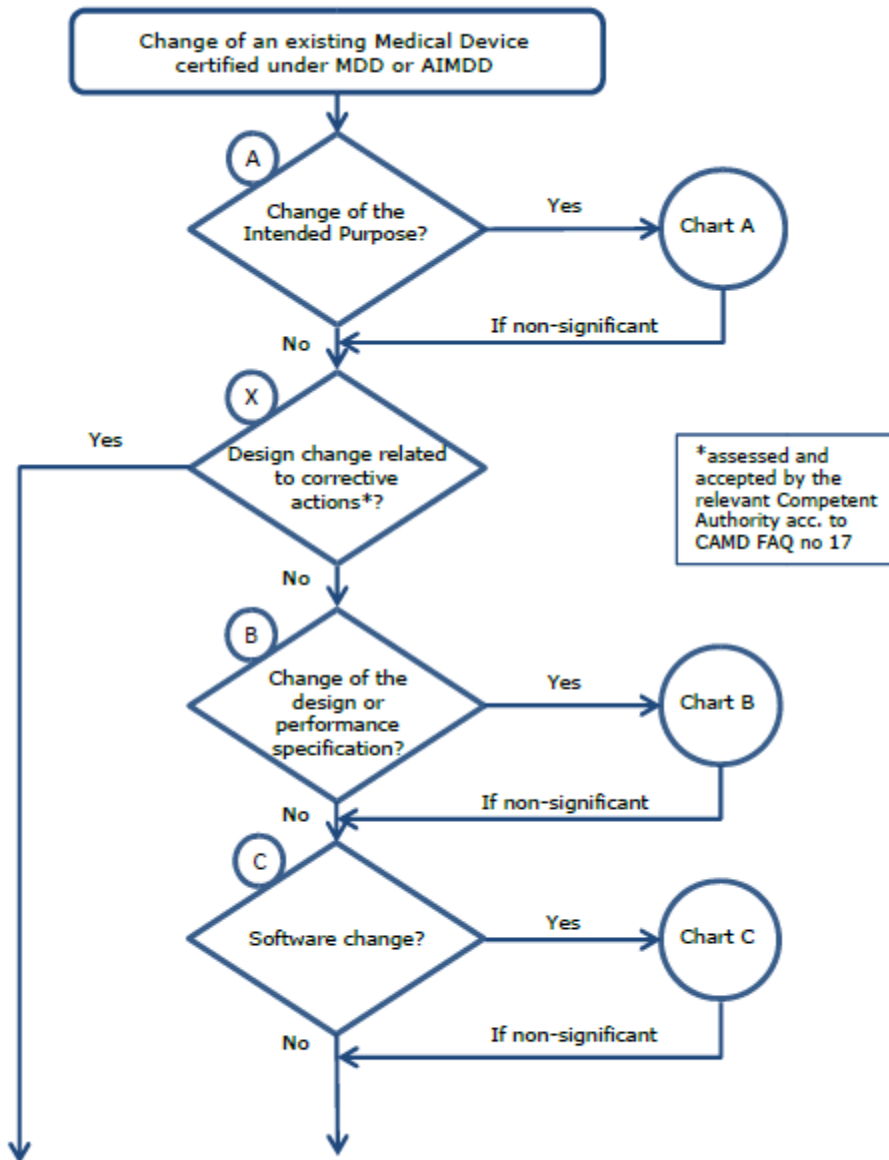 Change of an existing Medical Device
certified under MDD or AIMDD
A
Change of the
Intended Purpose?
Yes
Chart A
If non-significant
No
X
Yes
Design change related
to corrective
actions*?
*assessed and
accepted by the
relevant Competent
Authority acc. to
CAMD FAQ no 17
No
B
Change of the
design or
performance
specification?
Yes
Chart B
If non-significant
No
C
Software change?
Yes
Chart C
If non-significant
No